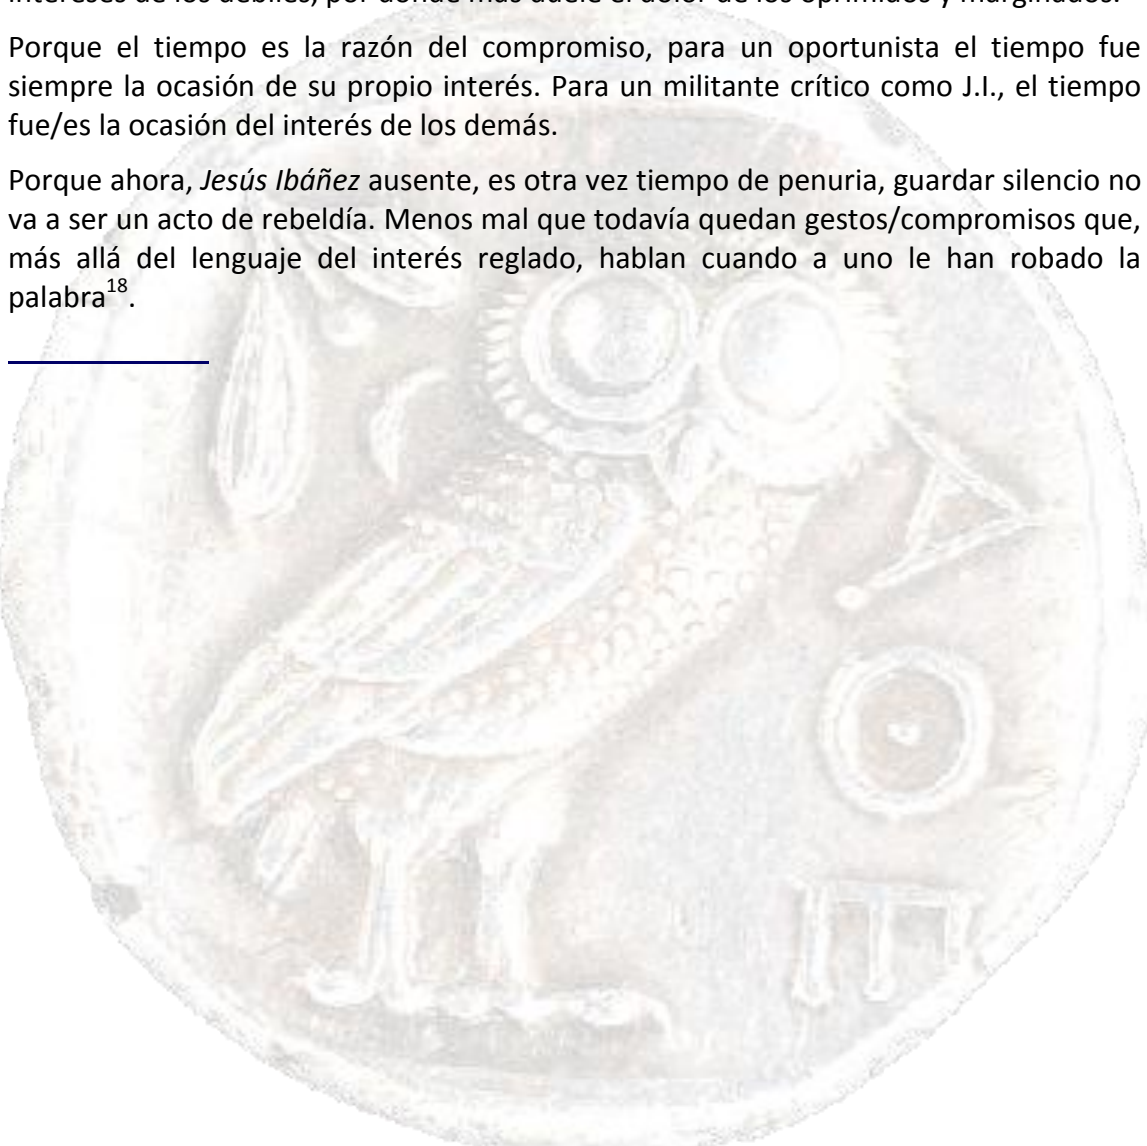 intereses de los débiles, por donde más duele el dolor de los oprimidos y marginados.
Porque el tiempo es la razón del compromiso, para un oportunista el tiempo fue
siempre la ocasión de su propio interés. Para un militante crítico como J.I., el tiempo
fue/es la ocasión del interés de los demás.
Porque ahora, Jesús Ibáñez ausente, es otra vez tiempo de penuria, guardar silencio no
va a ser un acto de rebeldía. Menos mal que todavía quedan gestos/compromisos que,
más allá del lenguaje del interés reglado, hablan cuando a uno le han robado la
palabra18.
ΑΘΕ